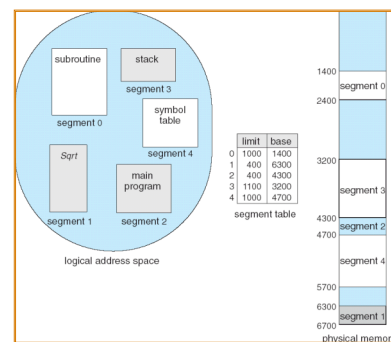 subroutine
segment 0
stack
segment 3
symbol
table
segment 4
Sqrt
segment 1
main
program
segment 2
logical address space
limit base
0 1000 1400
1 400 6300
2 400 4300
3 1100 3200
4 1000 4700
segment table
1400
segment 0
2400
3200
segment 3
4300
segment 2
4700
segment 4
5700
6300
segment 1
6700
physical memor